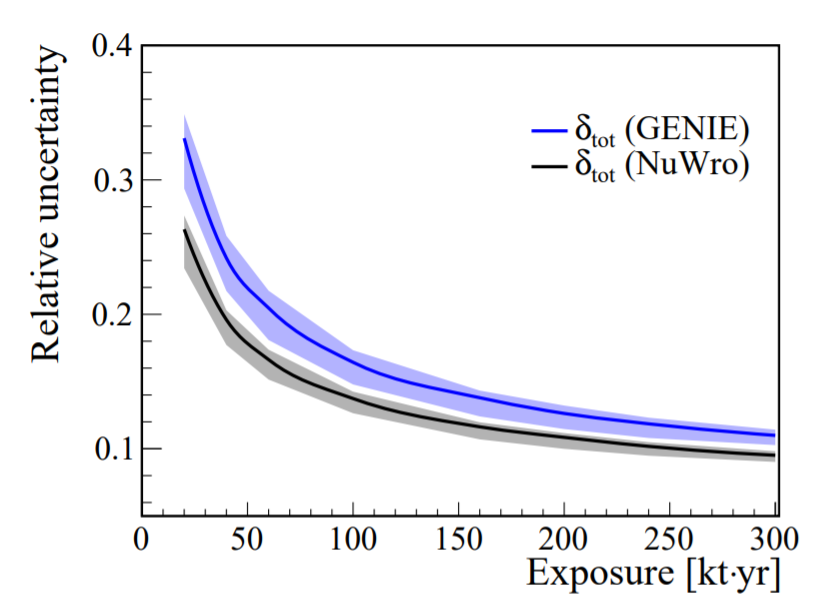 Relative uncertainty
0.4
0.3
0.2
0.1
δtot (GENIE)
δtot (NuWro)
0 50 100 150 200 250 300
Exposure [kt·yr]